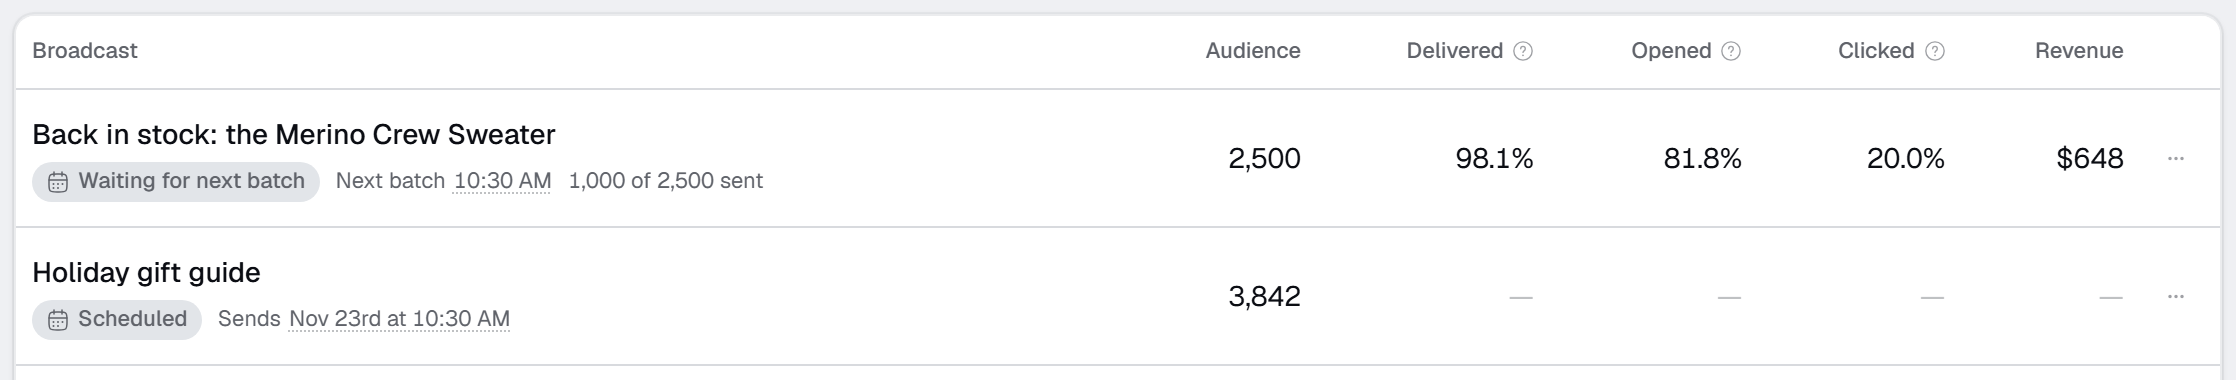 Broadcast Audience Delivered Opened Clicked Revenue
Back in stock: the Merino Crew Sweater
Waiting for next batch Next batch 10:30 AM 1,000 of 2,500 sent
2,500 98.1% 81.8% 20.0% $648 ...
Holiday gift guide
Scheduled Sends Nov 23rd at 10:30 AM
3,842 — — — — ...